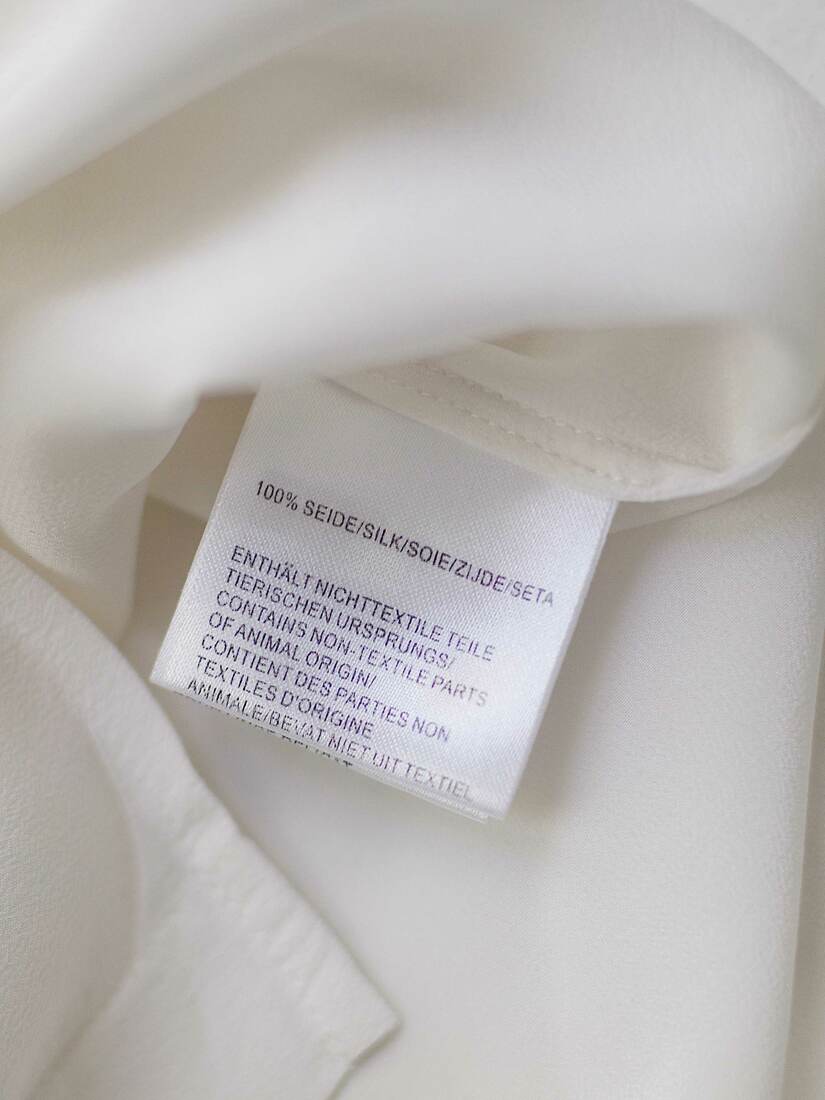 100% SEIDE/SILK/SOIE/ZIJDE/SETA
ENTHÄLT NICHTTEXTILE TEILE
TIERISCHEN URSPRUNGS/
CONTAINS NON-TEXTILE PARTS
OF ANIMAL ORIGIN/
CONTIENT DES PARTIES NON
TEXTILES D'ORIGINE
ANIMALE/BEVAT NIET UIT TEXTIEL